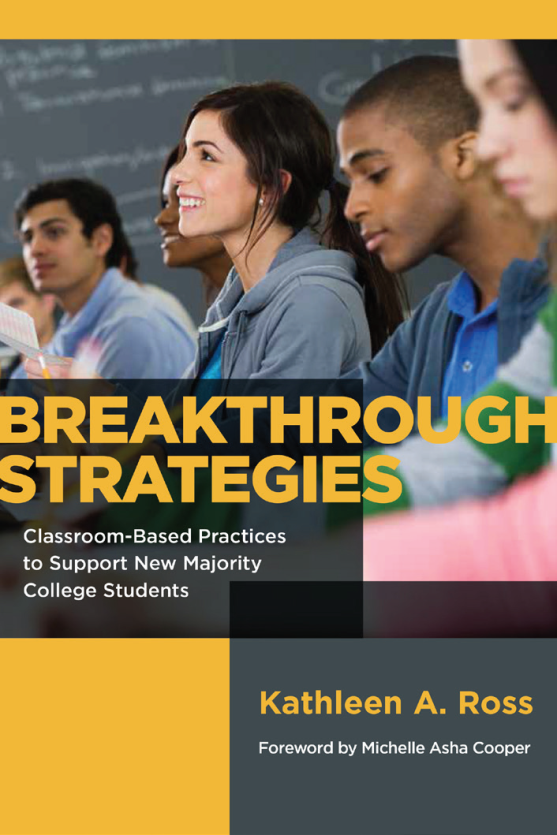 BREAKTHROUGH
STRATEGIES
Classroom-Based Practices
to Support New Majority
College Students
Kathleen A. Ross
Foreword by Michelle Asha Cooper